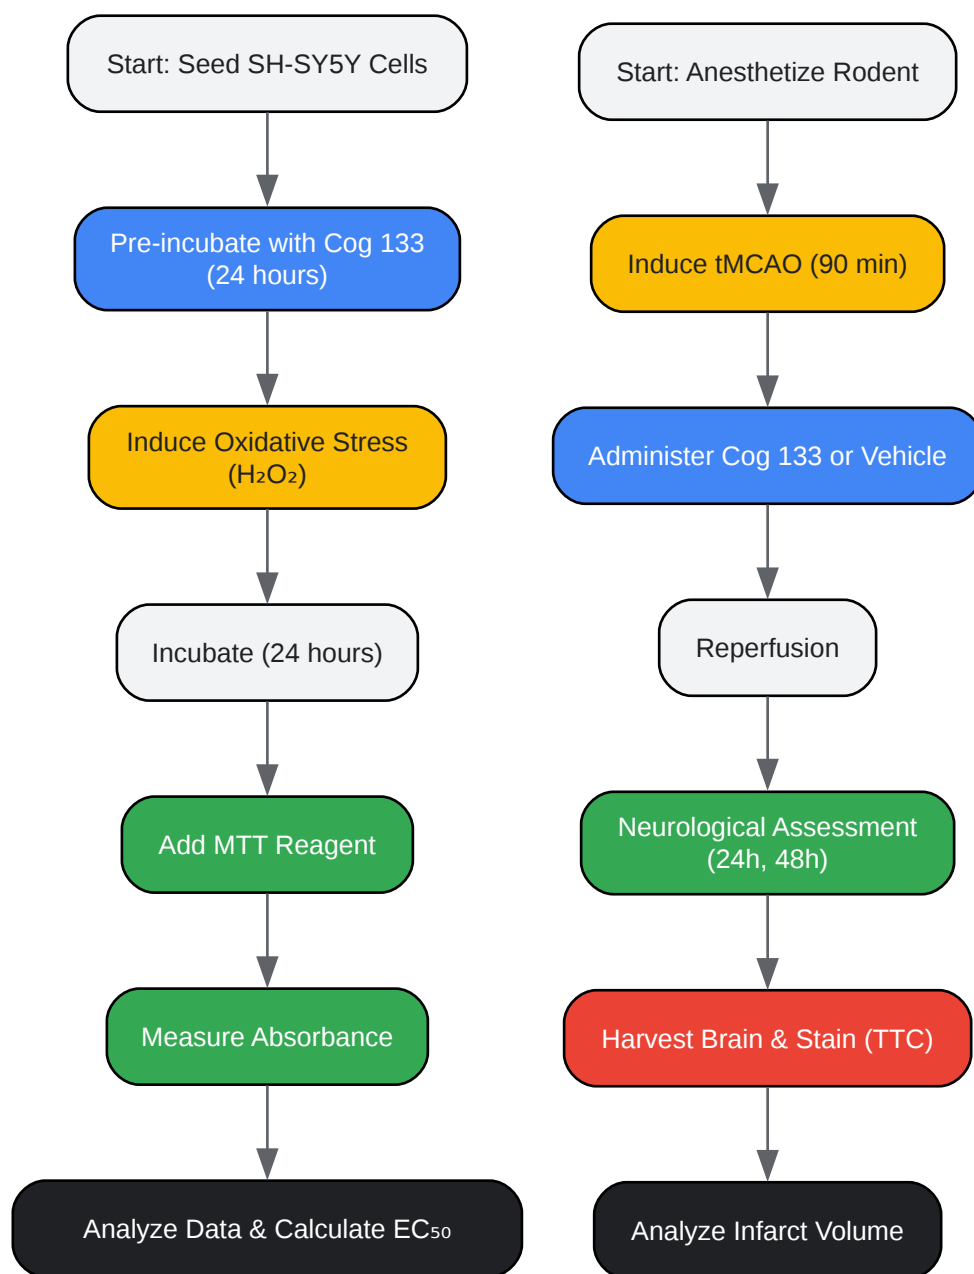 Start: Seed SH-SY5Y Cells
Pre-incubate with Cog 133
(24 hours)
Induce Oxidative Stress
(H₂O₂)
Incubate (24 hours)
Add MTT Reagent
Measure Absorbance
Analyze Data & Calculate EC₅₀
Start: Anesthetize Rodent
Induce tMCAO (90 min)
Administer Cog 133 or Vehicle
Reperfusion
Neurological Assessment
(24h, 48h)
Harvest Brain & Stain (TTC)
Analyze Infarct Volume